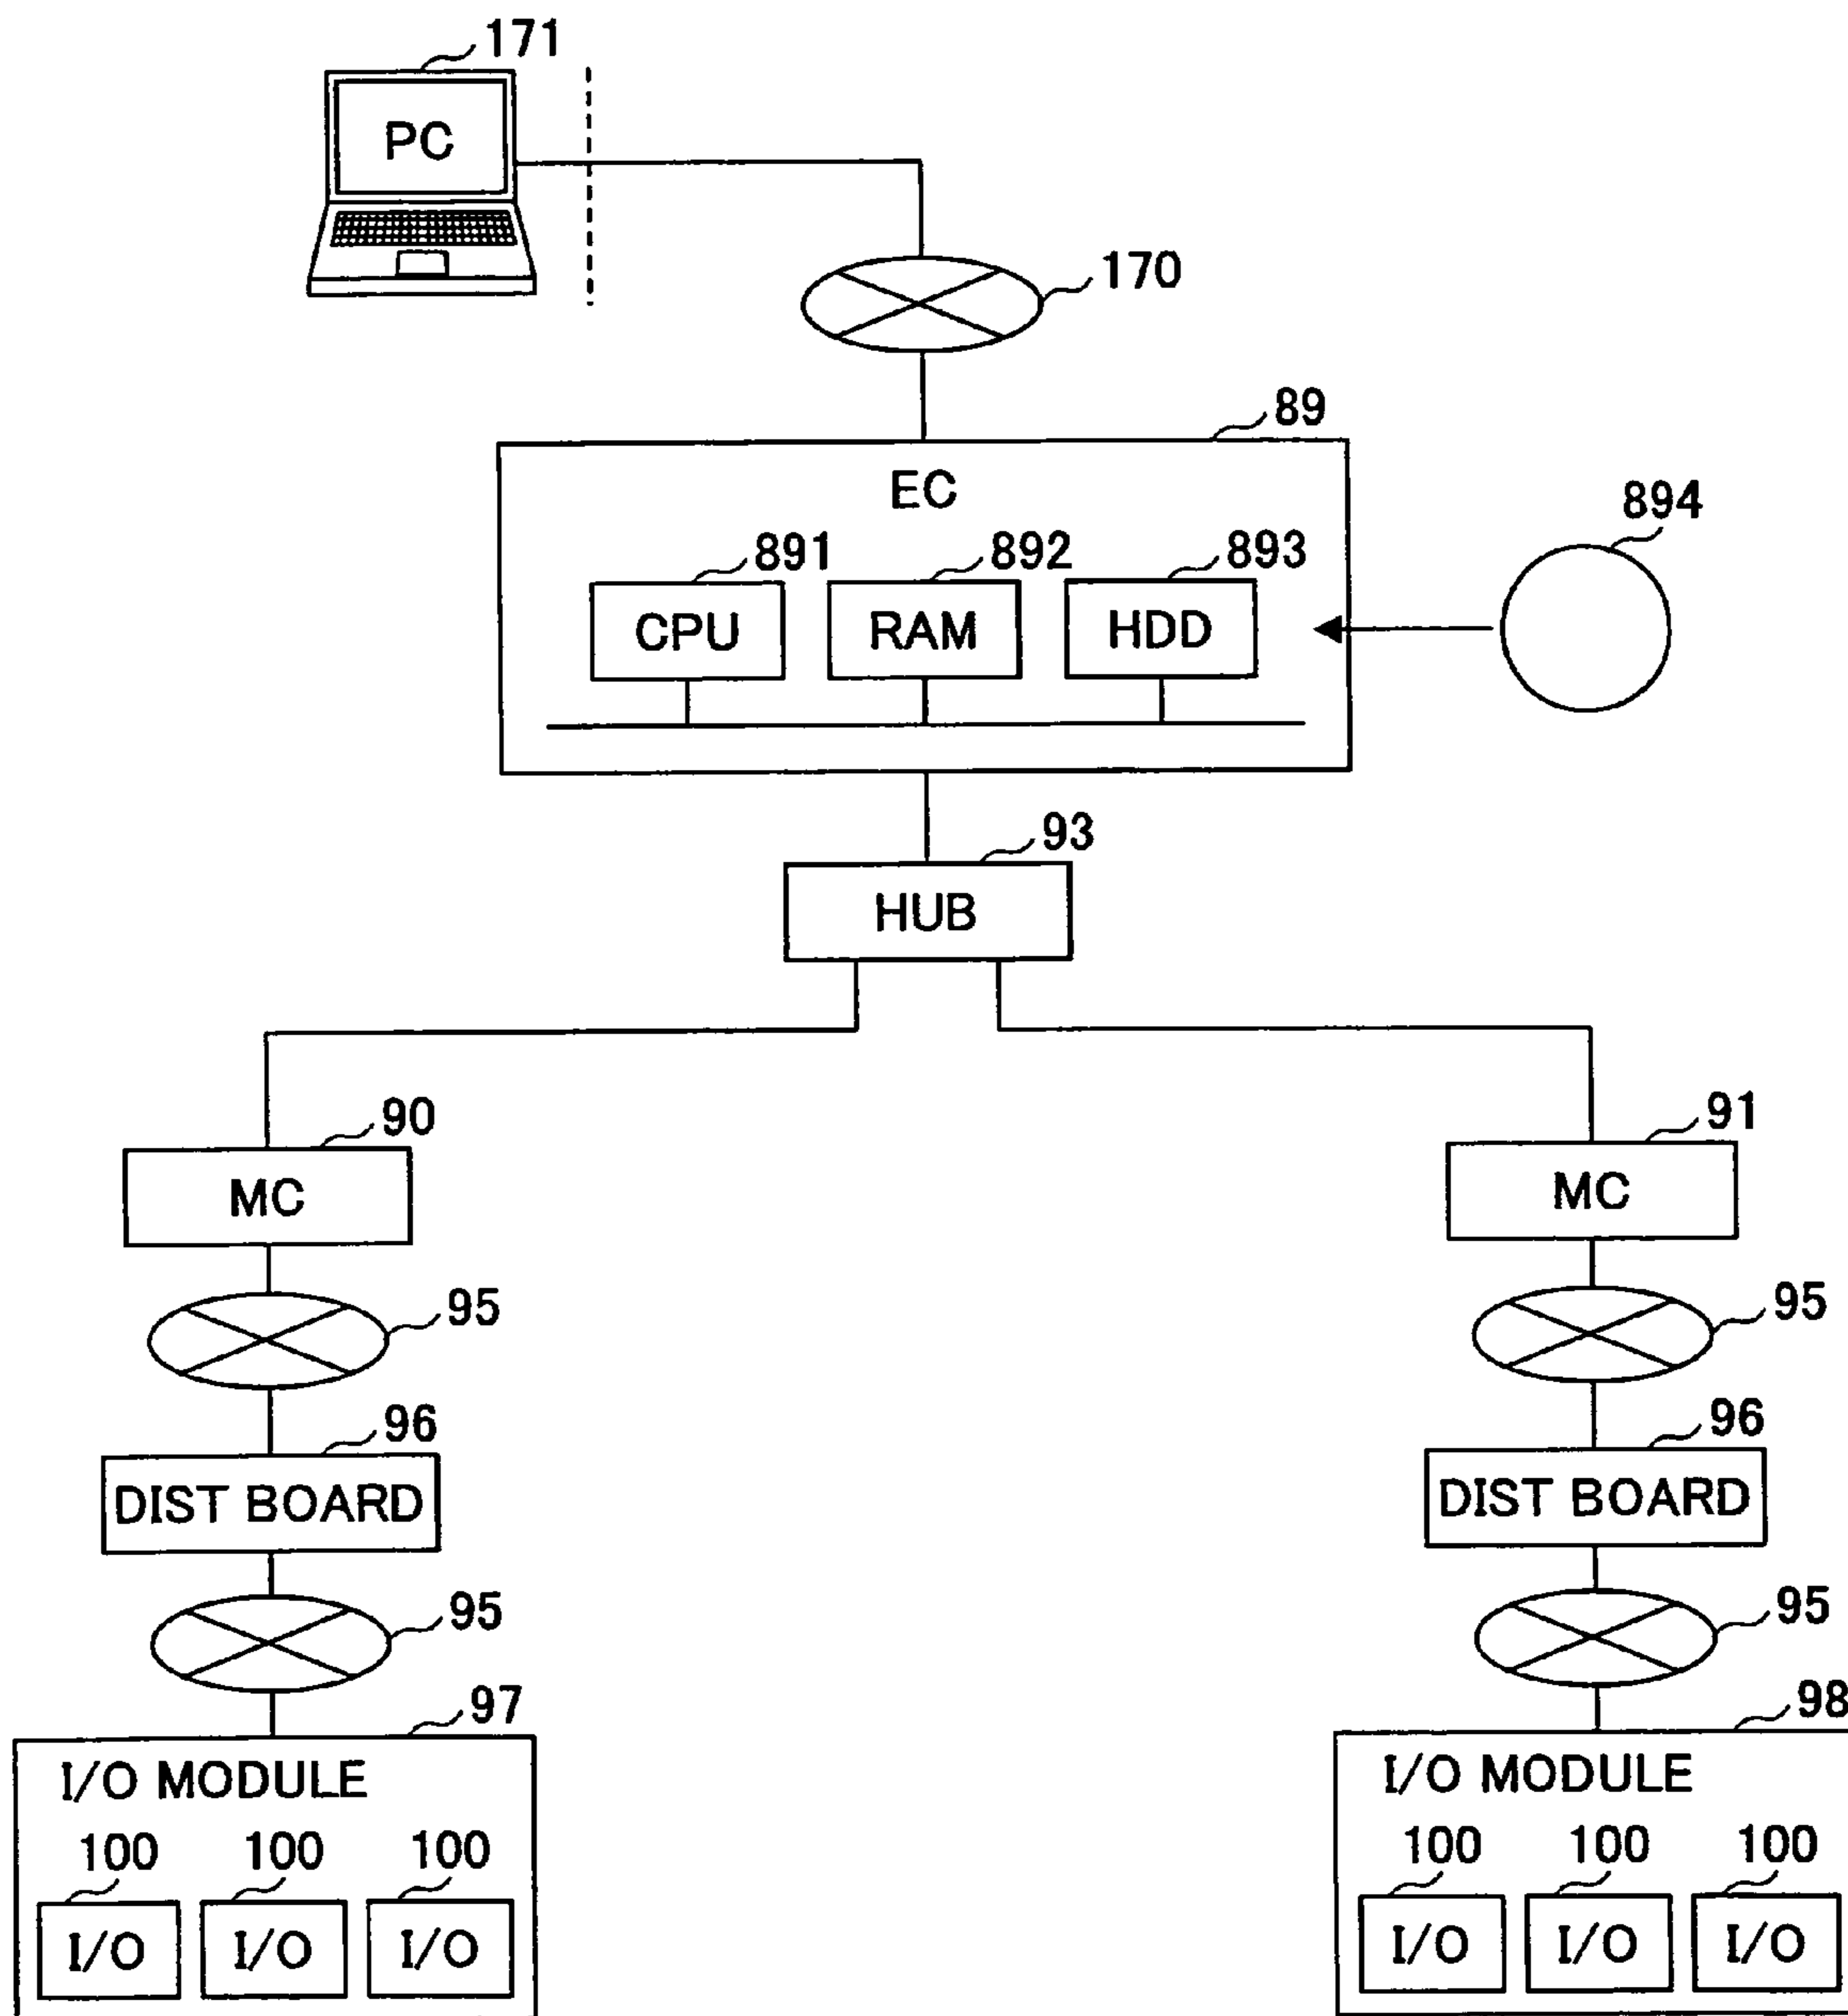 171
PC
170
89
EC
894
891
892
893
CPU
RAM
HDD
93
HUB
90
91
MC
MC
95
95
96
96
DIST BOARD
DIST BOARD
95
95
97
98
I/O MODULE
I/O MODULE
100 100 100
100 100 100
I/O I/O I/O
I/O I/O I/O